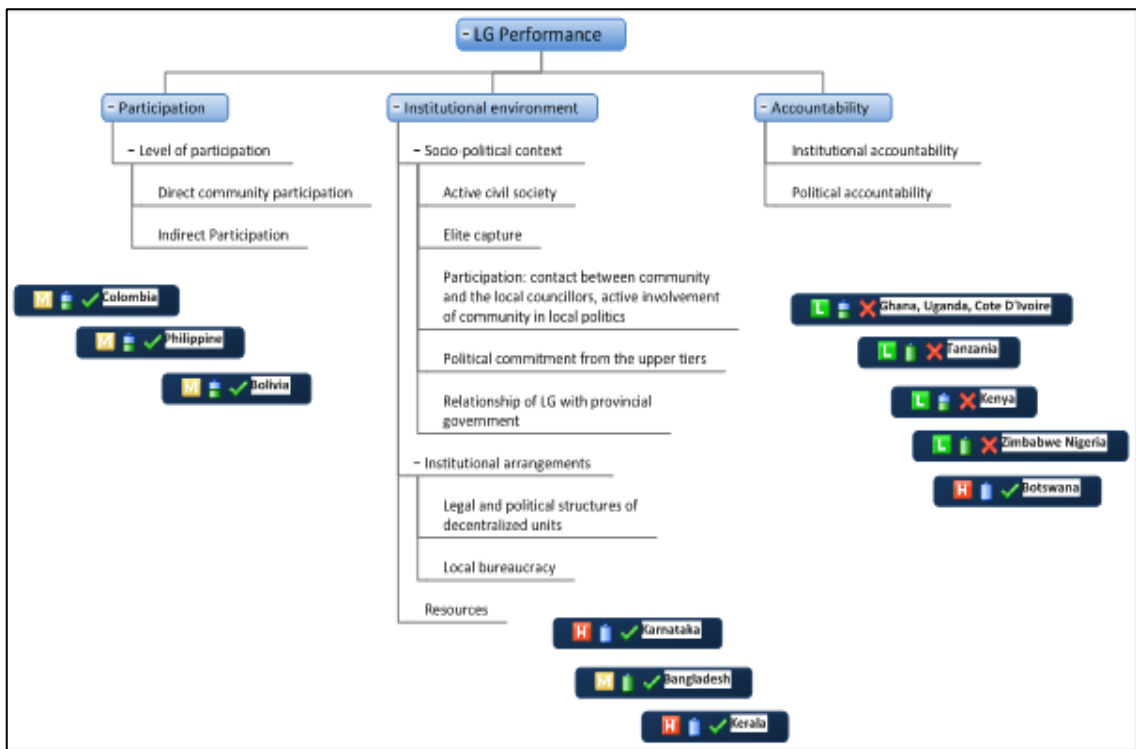 − LG Performance
− Participation
− Level of participation
Direct community participation
Indirect Participation
M Colombia
M Philippine
M Bolivia
− Institutional environment
− Socio-political context
Active civil society
Elite capture
Participation: contact between community
and the local councillors, active involvement
of community in local politics
Political commitment from the upper tiers
Relationship of LG with provincial
government
− Institutional arrangements
Legal and political structures of
decentralized units
Local bureaucracy
Resources
H Karnataka
M Bangladesh
H Kerala
− Accountability
Institutional accountability
Political accountability
L Ghana, Uganda, Cote D'Ivoire
L Tanzania
L Kenya
L Zimbabwe Nigeria
H Botswana